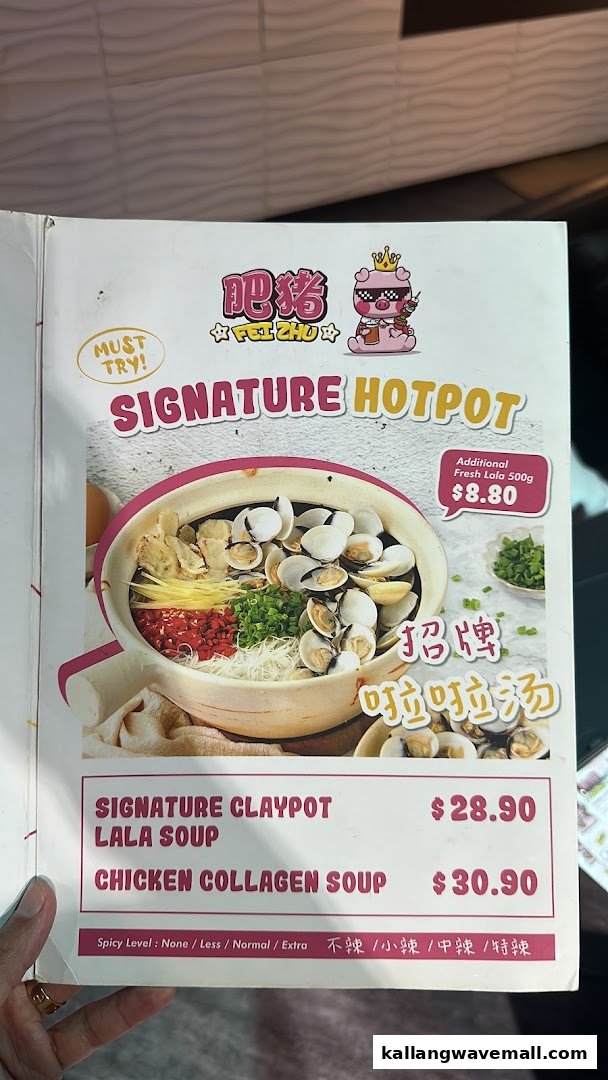 肥猪
FEI ZHU
MUST
TRY!
SIGNATURE HOTPOT
Additional
Fresh Lala 500g
$8.80
招牌
啦啦汤
SIGNATURE CLAYPOT
LALA SOUP
$28.90
CHICKEN COLLAGEN SOUP
$30.90
Spicy Level : None / Less / Normal / Extra 不辣 /小辣 /中辣 /特辣
kallangwavemall.com